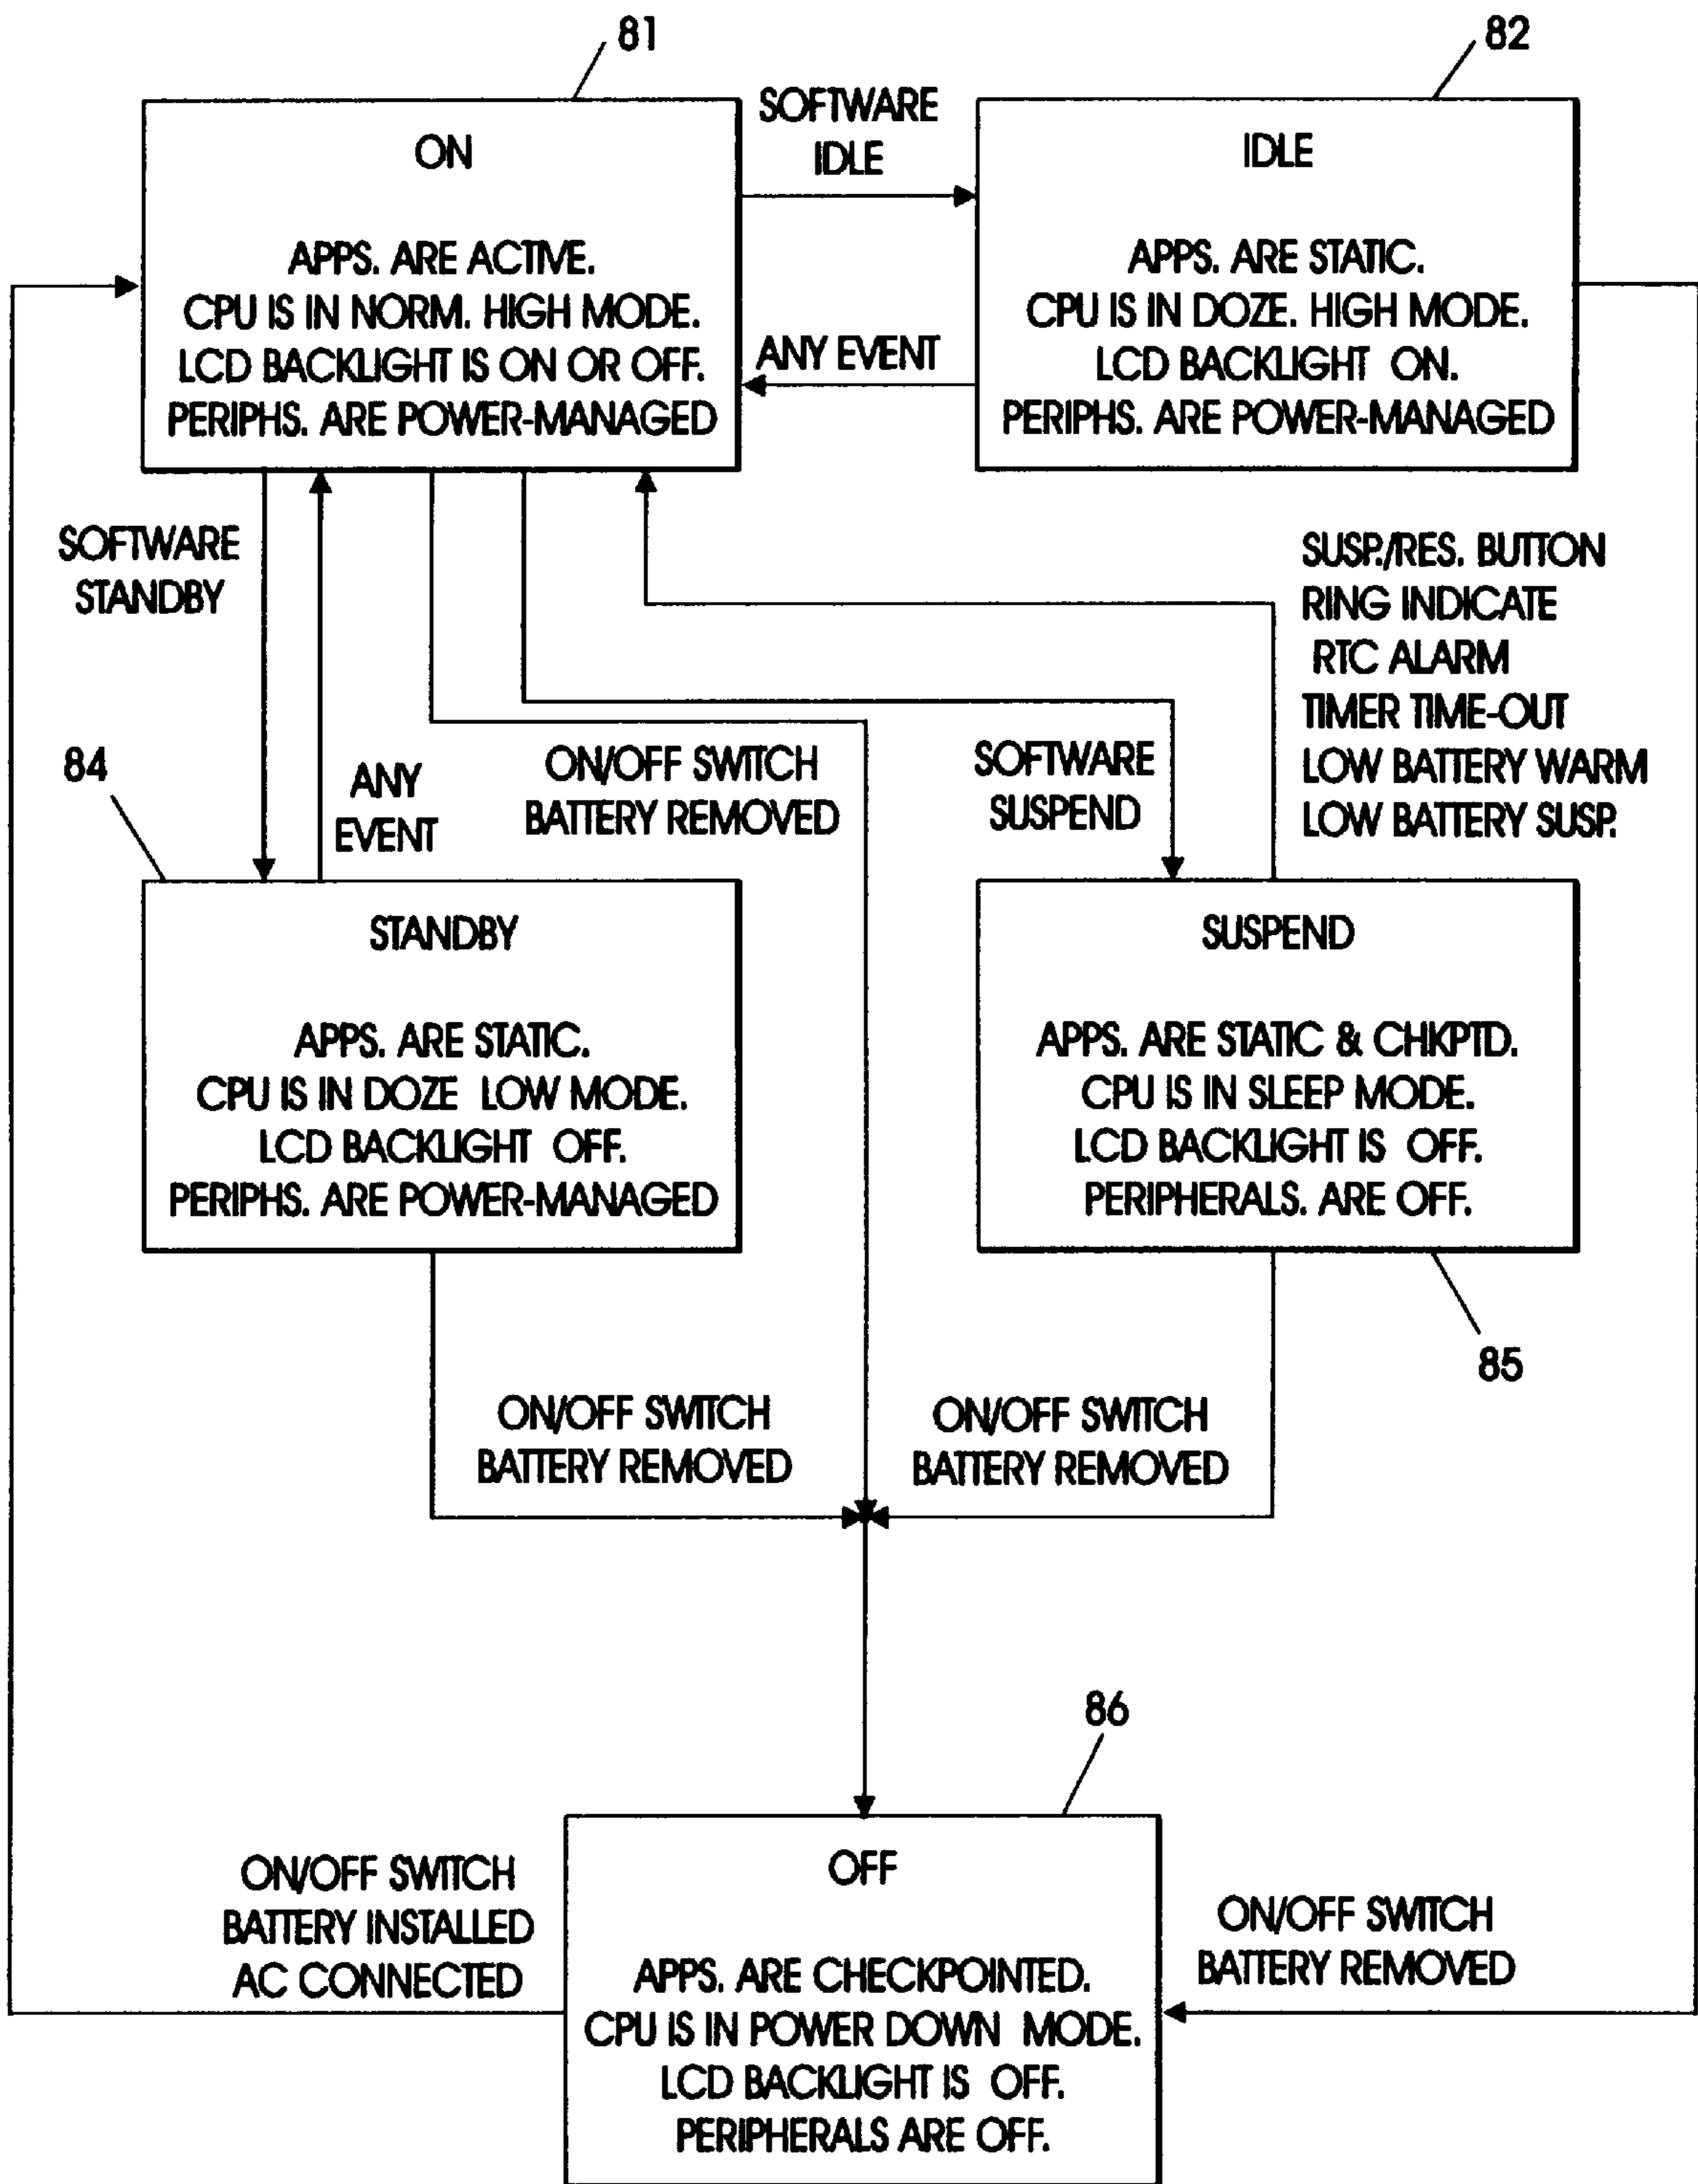 81
82
SOFTWARE
IDLE
ON
APPS. ARE ACTIVE.
CPU IS IN NORM. HIGH MODE.
LCD BACKLIGHT IS ON OR OFF.
PERIPHS. ARE POWER-MANAGED
IDLE
APPS. ARE STATIC.
CPU IS IN DOZE. HIGH MODE.
LCD BACKLIGHT ON.
PERIPHS. ARE POWER-MANAGED
ANY EVENT
SOFTWARE
STANDBY
SUSP./RES. BUTTON
RING INDICATE
RTC ALARM
TIMER TIME-OUT
LOW BATTERY WARM
LOW BATTERY SUSP.
84
ANY
EVENT
ON/OFF SWITCH
BATTERY REMOVED
SOFTWARE
SUSPEND
STANDBY
APPS. ARE STATIC.
CPU IS IN DOZE LOW MODE.
LCD BACKLIGHT OFF.
PERIPHS. ARE POWER-MANAGED
SUSPEND
APPS. ARE STATIC & CHKPTD.
CPU IS IN SLEEP MODE.
LCD BACKLIGHT IS OFF.
PERIPHERALS. ARE OFF.
85
ON/OFF SWITCH
BATTERY REMOVED
ON/OFF SWITCH
BATTERY REMOVED
86
ON/OFF SWITCH
BATTERY INSTALLED
AC CONNECTED
OFF
APPS. ARE CHECKPOINTED.
CPU IS IN POWER DOWN MODE.
LCD BACKLIGHT IS OFF.
PERIPHERALS ARE OFF.
ON/OFF SWITCH
BATTERY REMOVED